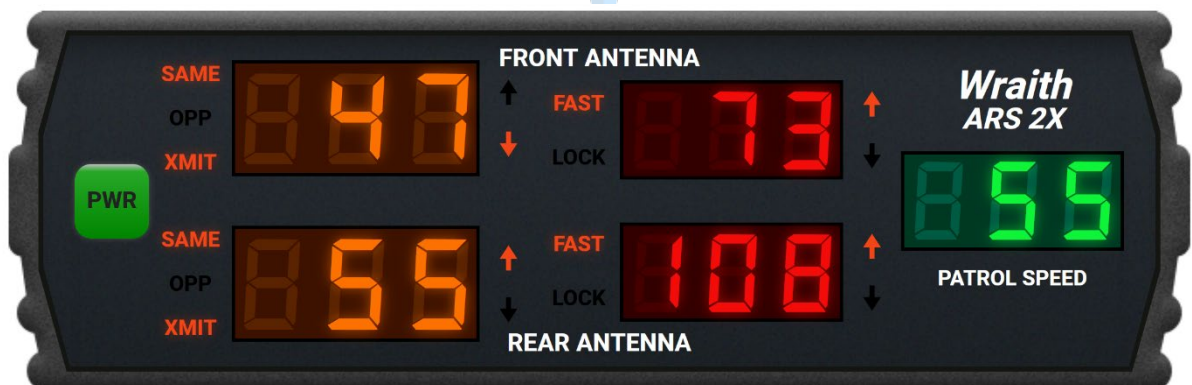 FRONT ANTENNA
SAME
OPP
XMIT
47
FAST
LOCK
73
Wraith
ARS 2X
PWR
55
PATROL SPEED
SAME
OPP
XMIT
55
FAST
LOCK
108
REAR ANTENNA